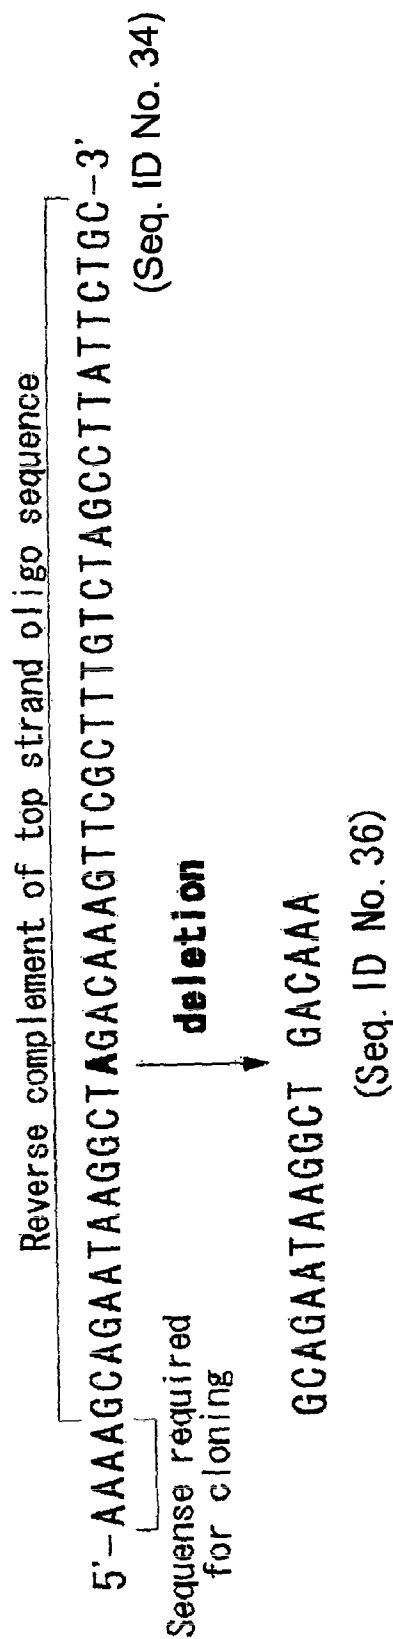 Reverse complement of top strand oligo sequence
5'-AAAAGCAGAATAAGGCTAGACAAAGTTCGCTTTGTCTAGCCTTATTCTGC-3'
(Seq. ID No. 34)
Sequense required
for cloning
deletion
GCAGAATAAGGCT GACAAA
(Seq. ID No. 36)